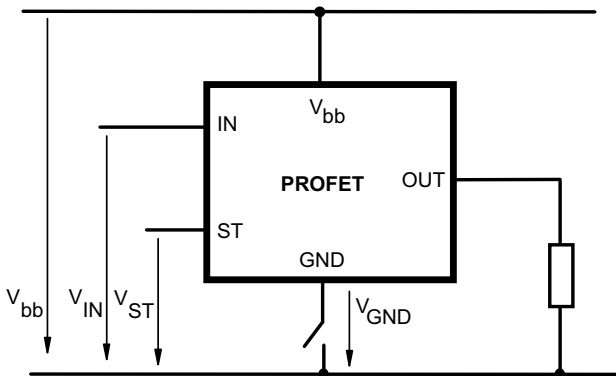 V_bb
IN
PROFET
OUT
ST
GND
V_bb
V_IN
V_ST
V_GND